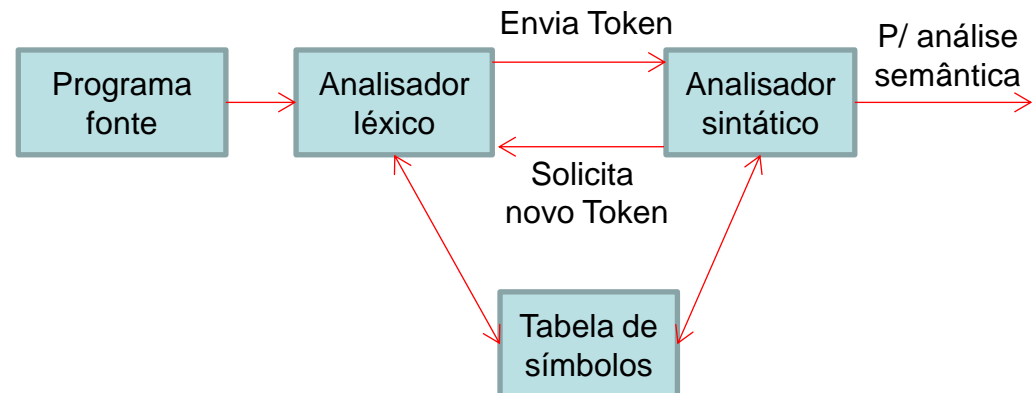 Envia Token
P/ análise
semântica
Programa
fonte
Analisador
léxico
Analisador
sintático
Solicita
novo Token
Tabela de
símbolos